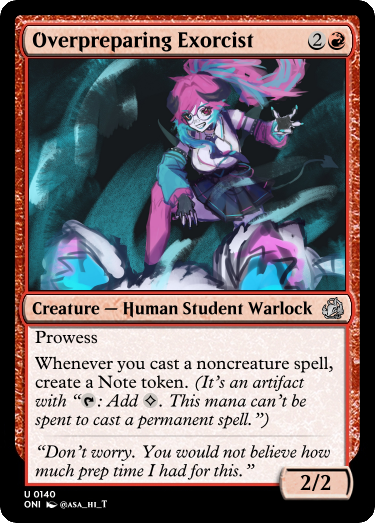 Overpreparing Exorcist 2
Creature — Human Student Warlock
Prowess
Whenever you cast a noncreature spell,
create a Note token. (It's an artifact
with “: Add . This mana can't be
spent to cast a permanent spell.”)
“Don't worry. You would not believe how
much prep time I had for this.”
2/2
U 0140
ONI @ASA_HI_T